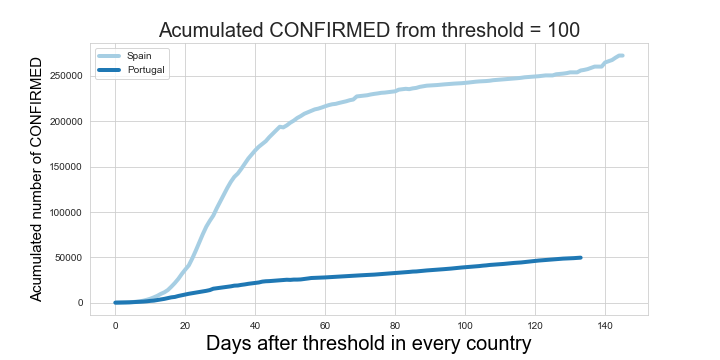 Acumulated CONFIRMED from threshold = 100
Spain
Portugal
Acumulated number of CONFIRMED
250000
200000
150000
100000
50000
0
0 20 40 60 80 100 120 140
Days after threshold in every country